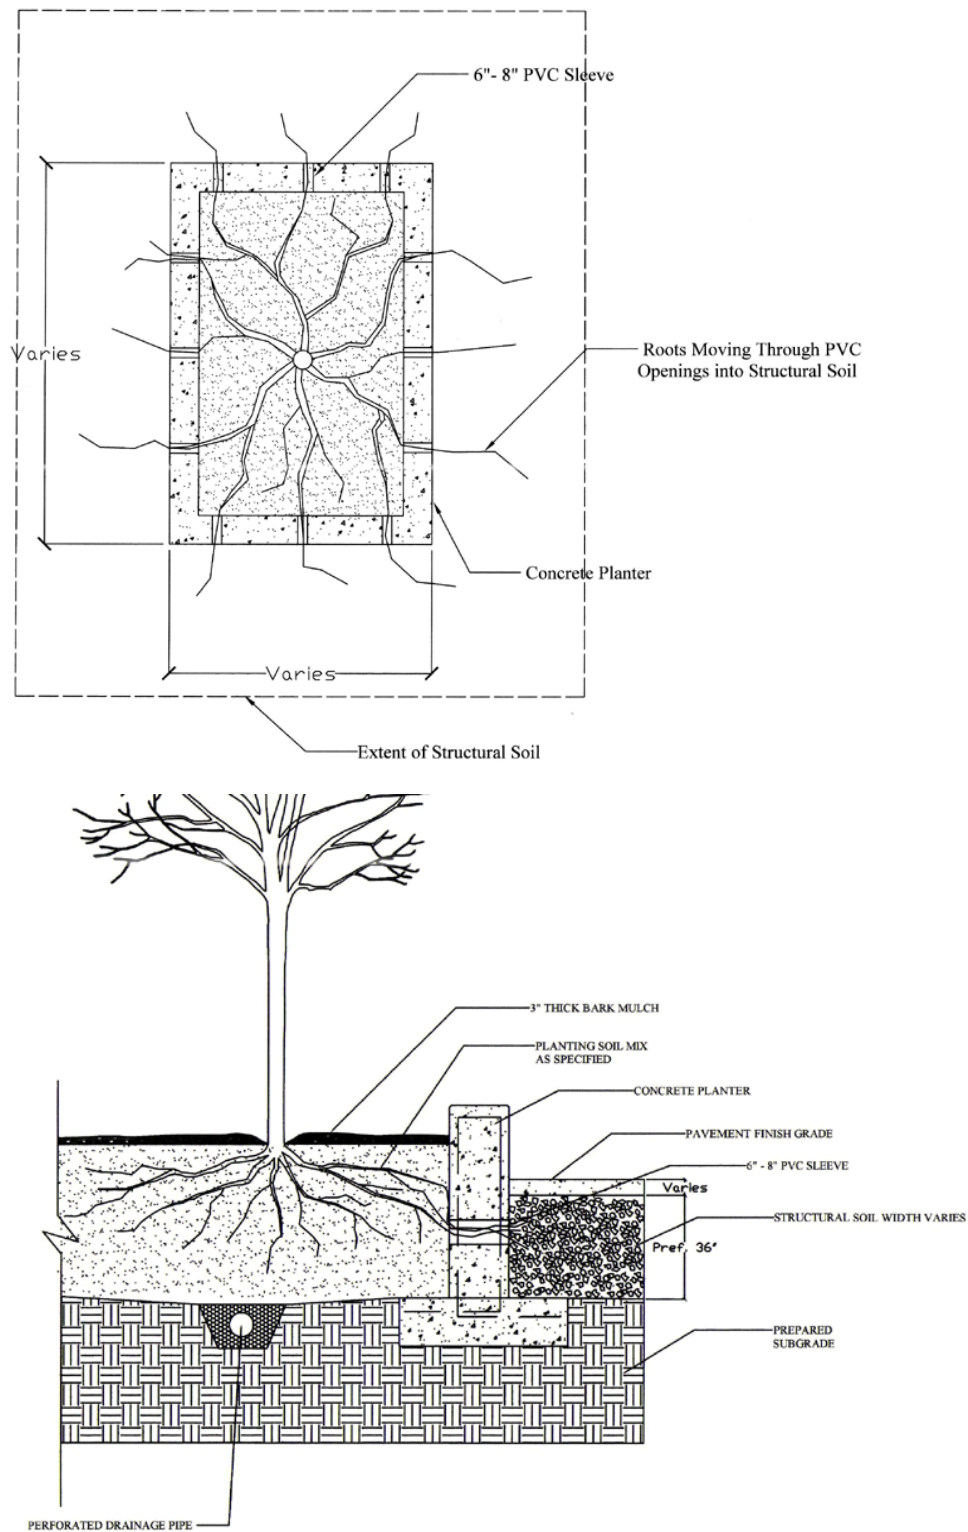 6"- 8" PVC Sleeve
Varies
Roots Moving Through PVC
Openings into Structural Soil
Concrete Planter
Varies
Extent of Structural Soil
3" THICK BARK MULCH
PLANTING SOIL MIX
AS SPECIFIED
CONCRETE PLANTER
PAVEMENT FINISH GRADE
6" - 8" PVC SLEEVE
Varies
STRUCTURAL SOIL WIDTH VARIES
Pref. 36"
PREPARED
SUBGRADE
PERFORATED DRAINAGE PIPE